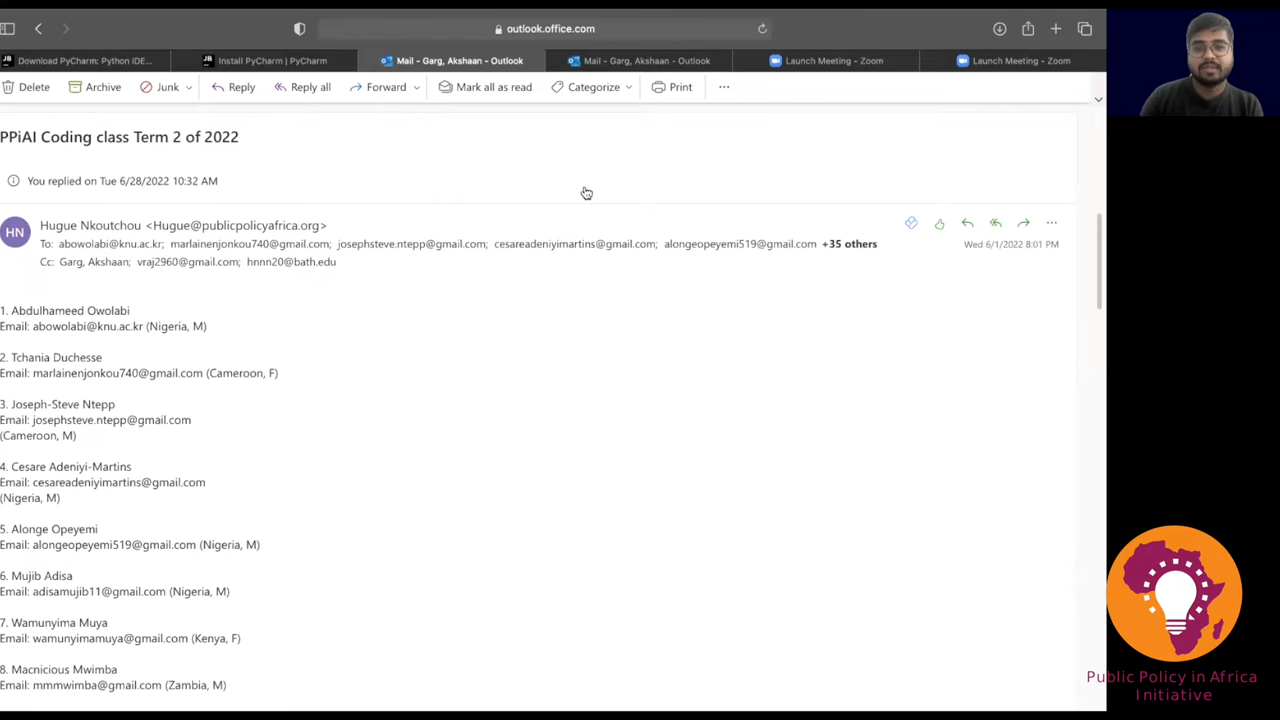 outlook.office.com
Download PyCharm: Python IDE...
Install PyCharm | PyCharm
Mail - Garg, Akshaan - Outlook
Mail - Garg, Akshaan - Outlook
Launch Meeting - Zoom
Launch Meeting - Zoom
Delete
Archive
Junk
Reply
Reply all
Forward
Mark all as read
Categorize
Print
PPiAI Coding class Term 2 of 2022
You replied on Tue 6/28/2022 10:32 AM
HN
Hugue Nkoutchou <Hugue@publicpolicyafrica.org>
To: abowolabi@knu.ac.kr; marlainenjonkou740@gmail.com; josephsteve.ntepp@gmail.com; cesareadeniyimartins@gmail.com; alongeopeyemi519@gmail.com +35 others
Wed 6/1/2022 8:01 PM
Cc: Garg, Akshaan; vraj2960@gmail.com; hnnn20@bath.edu
1. Abdulhameed Owolabi
Email: abowolabi@knu.ac.kr (Nigeria, M)
2. Tchania Duchesse
Email: marlainenjonkou740@gmail.com (Cameroon, F)
3. Joseph-Steve Ntepp
Email: josephsteve.ntepp@gmail.com
(Cameroon, M)
4. Cesare Adeniyi-Martins
Email: cesareadeniyimartins@gmail.com
(Nigeria, M)
5. Alonge Opeyemi
Email: alongeopeyemi519@gmail.com (Nigeria, M)
6. Mujib Adisa
Email: adisamujib11@gmail.com (Nigeria, M)
7. Wamunyima Muya
Email: wamunyimamuya@gmail.com (Kenya, F)
8. Macnicious Mwimba
Email: mmmwimba@gmail.com (Zambia, M)
Public Policy in Africa
Initiative